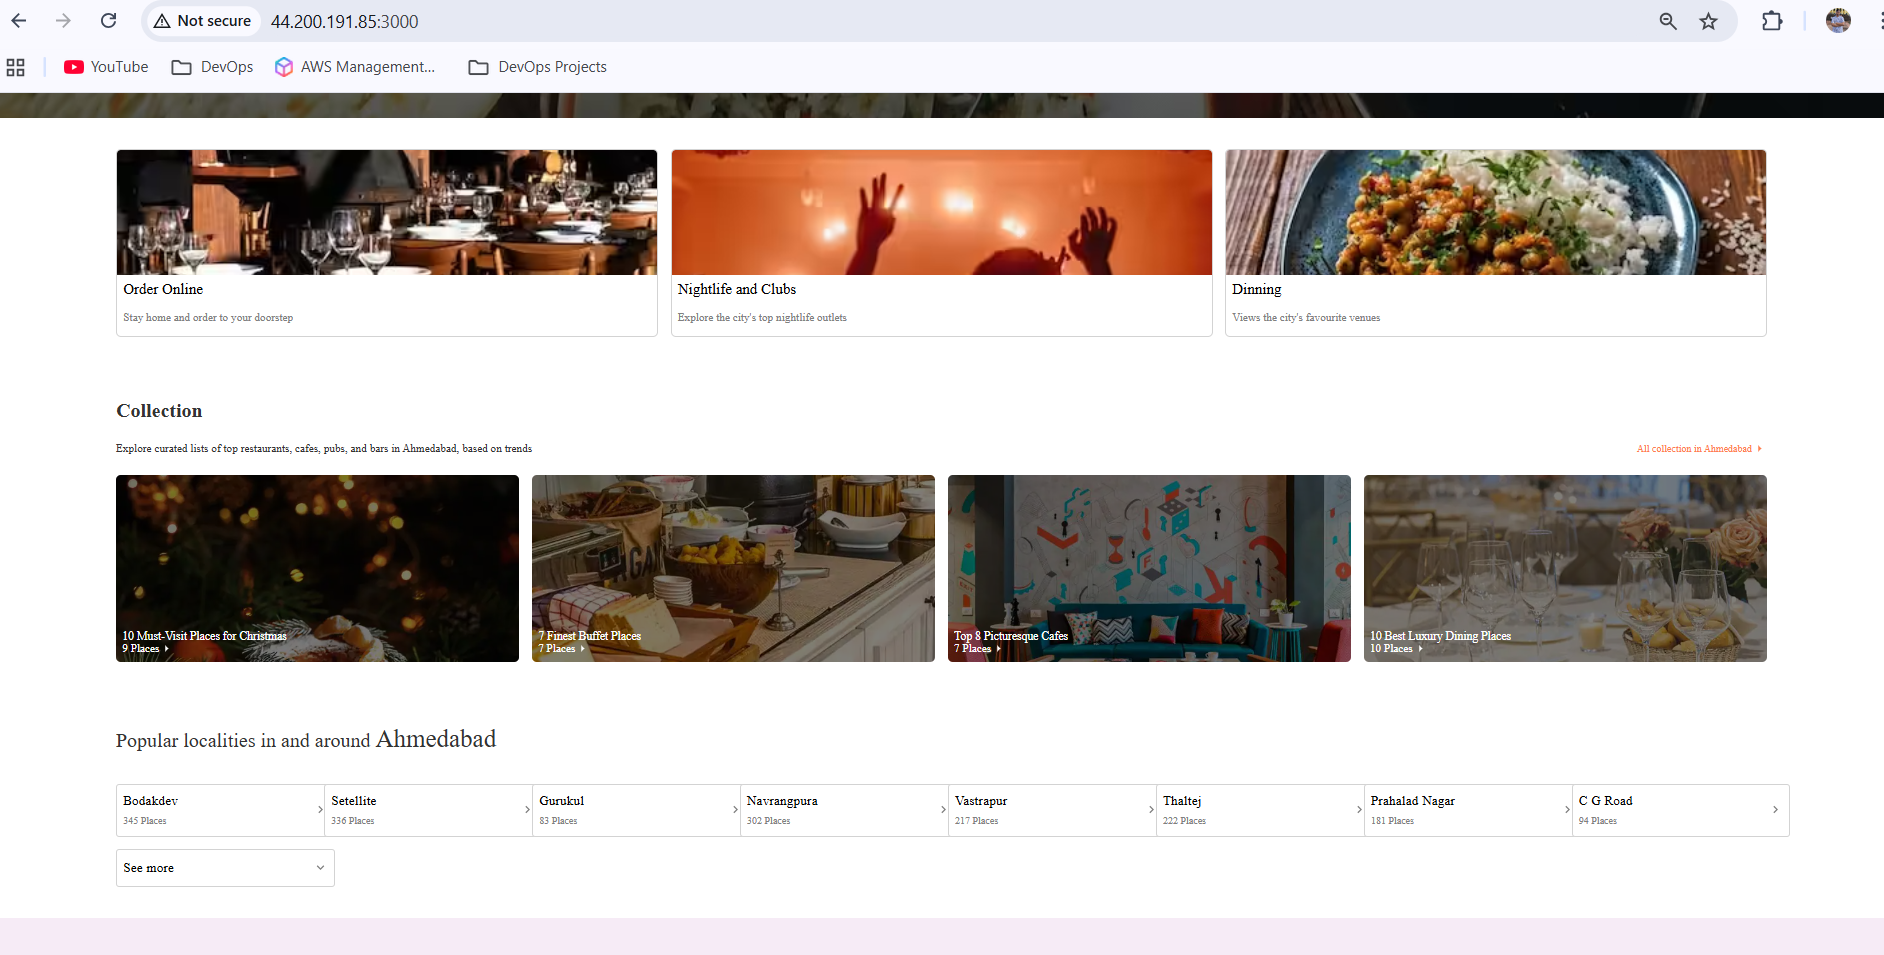 Not secure
44.200.191.85:3000
YouTube
DevOps
AWS Management...
DevOps Projects
Order Online
Stay home and order to your doorstep
Nightlife and Clubs
Explore the city's top nightlife outlets
Dinning
Views the city's favourite venues
Collection
Explore curated lists of top restaurants, cafes, pubs, and bars in Ahmedabad, based on trends
All collection in Ahmedabad
10 Must-Visit Places for Christmas
9 Places
7 Finest Buffet Places
7 Places
Top 8 Picturesque Cafes
7 Places
10 Best Luxury Dining Places
10 Places
Popular localities in and around Ahmedabad
Bodakdev
345 Places
Setellite
336 Places
Gurukul
83 Places
Navrangpura
302 Places
Vastrapur
217 Places
Thaltej
222 Places
Prahalad Nagar
181 Places
C G Road
94 Places
See more